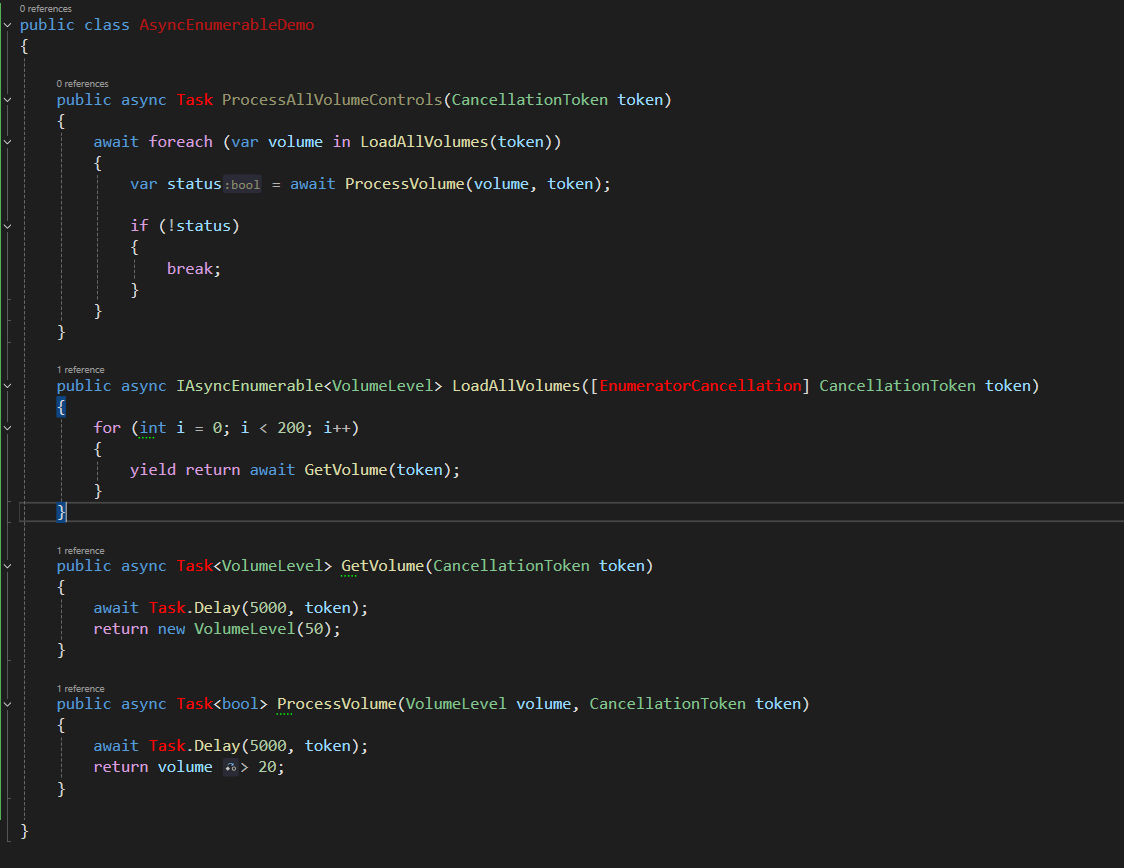 0 references
public class AsyncEnumerableDemo
{
0 references
public async Task ProcessAllVolumeControls(CancellationToken token)
{
await foreach (var volume in LoadAllVolumes(token))
{
var status:bool = await ProcessVolume(volume, token);
if (!status)
{
break;
}
}
}
1 reference
public async IAsyncEnumerable<VolumeLevel> LoadAllVolumes([EnumeratorCancellation] CancellationToken token)
{
for (int i = 0; i < 200; i++)
{
yield return await GetVolume(token);
}
}
1 reference
public async Task<VolumeLevel> GetVolume(CancellationToken token)
{
await Task.Delay(5000, token);
return new VolumeLevel(50);
}
1 reference
public async Task<bool> ProcessVolume(VolumeLevel volume, CancellationToken token)
{
await Task.Delay(5000, token);
return volume > 20;
}
}